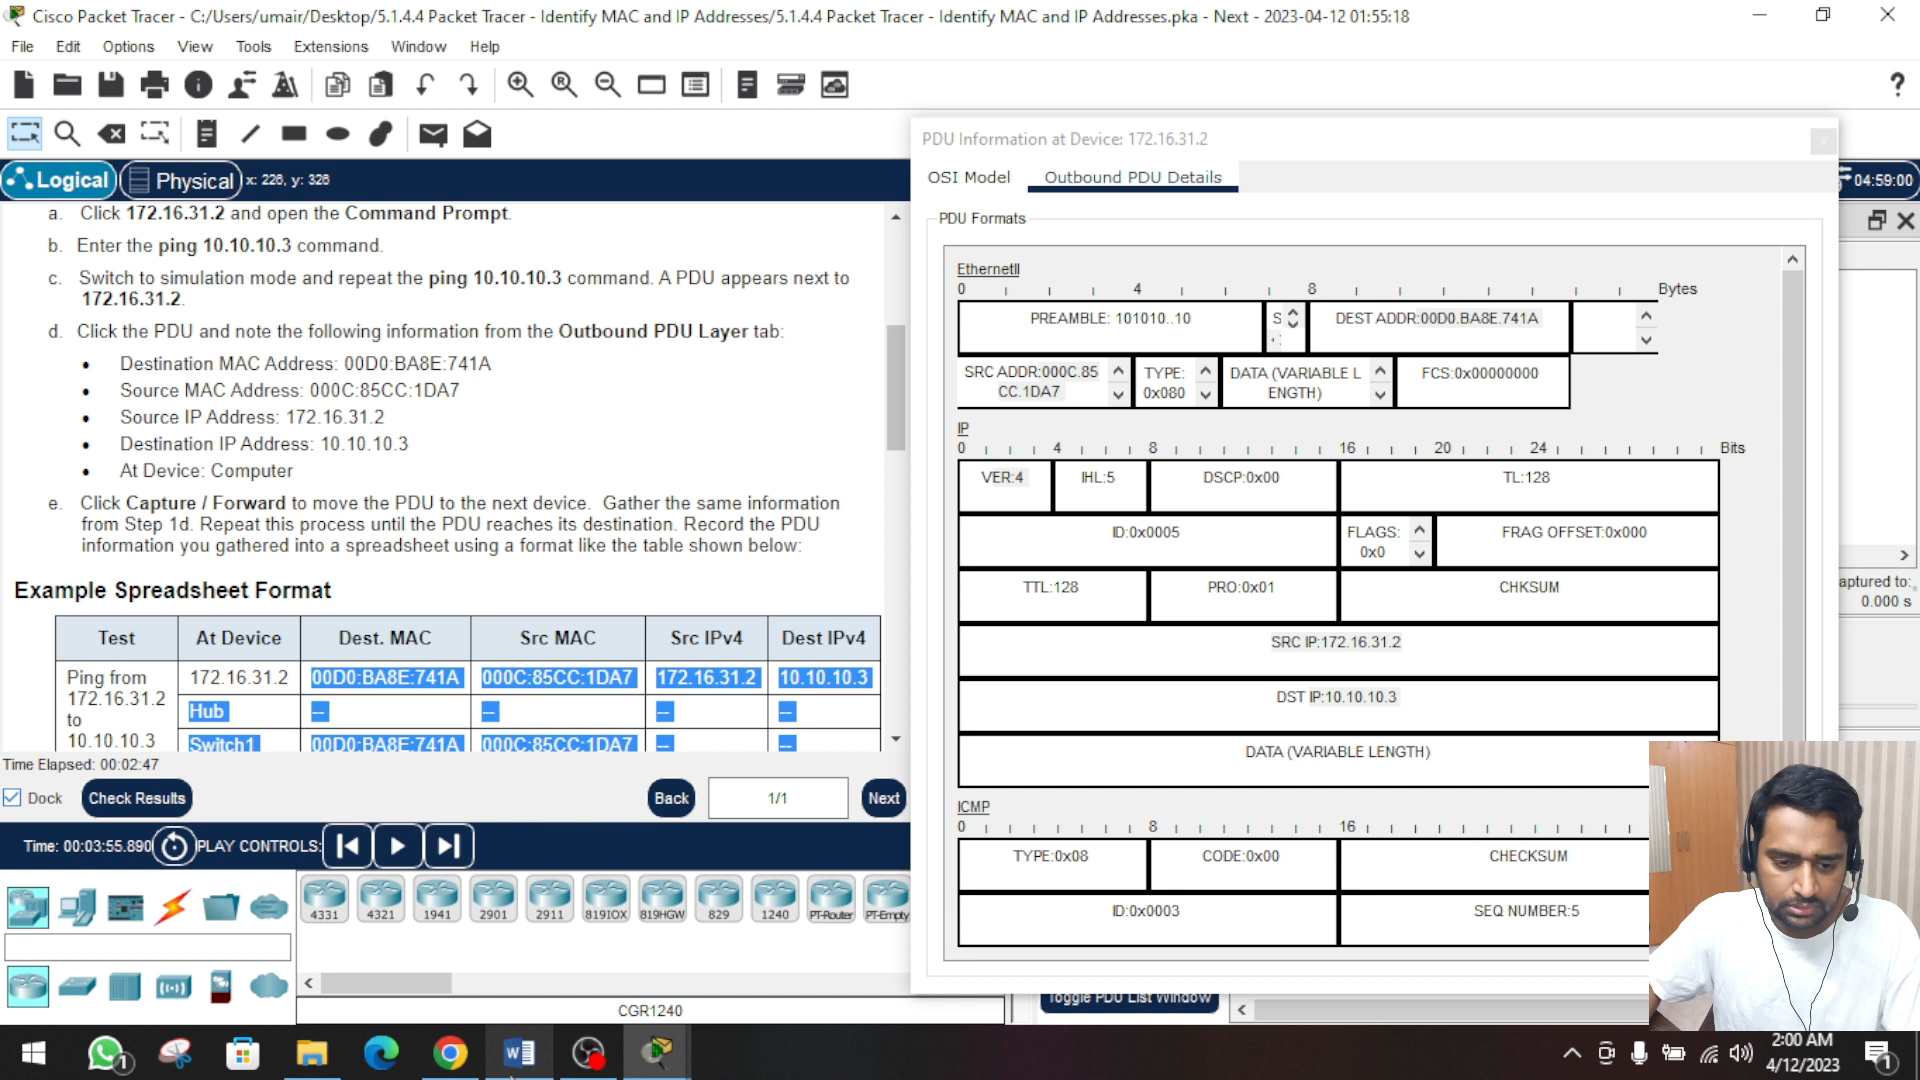 Cisco Packet Tracer - C:/Users/umair/Desktop/5.1.4.4 Packet Tracer - Identify MAC and IP Addresses/5.1.4.4 Packet Tracer - Identify MAC and IP Addresses.pka - Next - 2023-04-12 01:55:18
File Edit Options View Tools Extensions Window Help
Logical Physical x: 226, y: 326
04:59:00
a. Click 172.16.31.2 and open the Command Prompt.
b. Enter the ping 10.10.10.3 command.
c. Switch to simulation mode and repeat the ping 10.10.10.3 command. A PDU appears next to
172.16.31.2.
d. Click the PDU and note the following information from the Outbound PDU Layer tab:
• Destination MAC Address: 00D0:BA8E:741A
• Source MAC Address: 000C:85CC:1DA7
• Source IP Address: 172.16.31.2
• Destination IP Address: 10.10.10.3
• At Device: Computer
e. Click Capture / Forward to move the PDU to the next device. Gather the same information
from Step 1d. Repeat this process until the PDU reaches its destination. Record the PDU
information you gathered into a spreadsheet using a format like the table shown below:
Example Spreadsheet Format
Test At Device Dest. MAC Src MAC Src IPv4 Dest IPv4
Ping from
172.16.31.2
to
10.10.10.3
172.16.31.2 00D0:BA8E:741A 000C:85CC:1DA7 172.16.31.2 10.10.10.3
Hub -- -- -- --
Switch1 00D0:BA8E:741A 000C:85CC:1DA7 -- --
Time Elapsed: 00:02:47
Dock Check Results Back 1/1 Next
Time: 00:03:55.890 PLAY CONTROLS:
4331 4321 1941 2901 2911 819IOX 819HGW 829 1240 PT-Router PT-Empty
CGR1240
PDU Information at Device: 172.16.31.2
OSI Model Outbound PDU Details
PDU Formats
EthernetII
0 4 8 Bytes
PREAMBLE: 101010..10 S DEST ADDR:00D0.BA8E.741A
SRC ADDR:000C.85
CC.1DA7
TYPE:
0x080
DATA (VARIABLE L
ENGTH)
FCS:0x00000000
IP
0 4 8 16 20 24 Bits
VER:4 IHL:5 DSCP:0x00 TL:128
ID:0x0005 FLAGS:
0x0
FRAG OFFSET:0x000
TTL:128 PRO:0x01 CHKSUM
SRC IP:172.16.31.2
DST IP:10.10.10.3
DATA (VARIABLE LENGTH)
ICMP
0 8 16
TYPE:0x08 CODE:0x00 CHECKSUM
ID:0x0003 SEQ NUMBER:5
aptured to:
0.000 s
Toggle PDU List Window
2:00 AM
4/12/2023
1
1